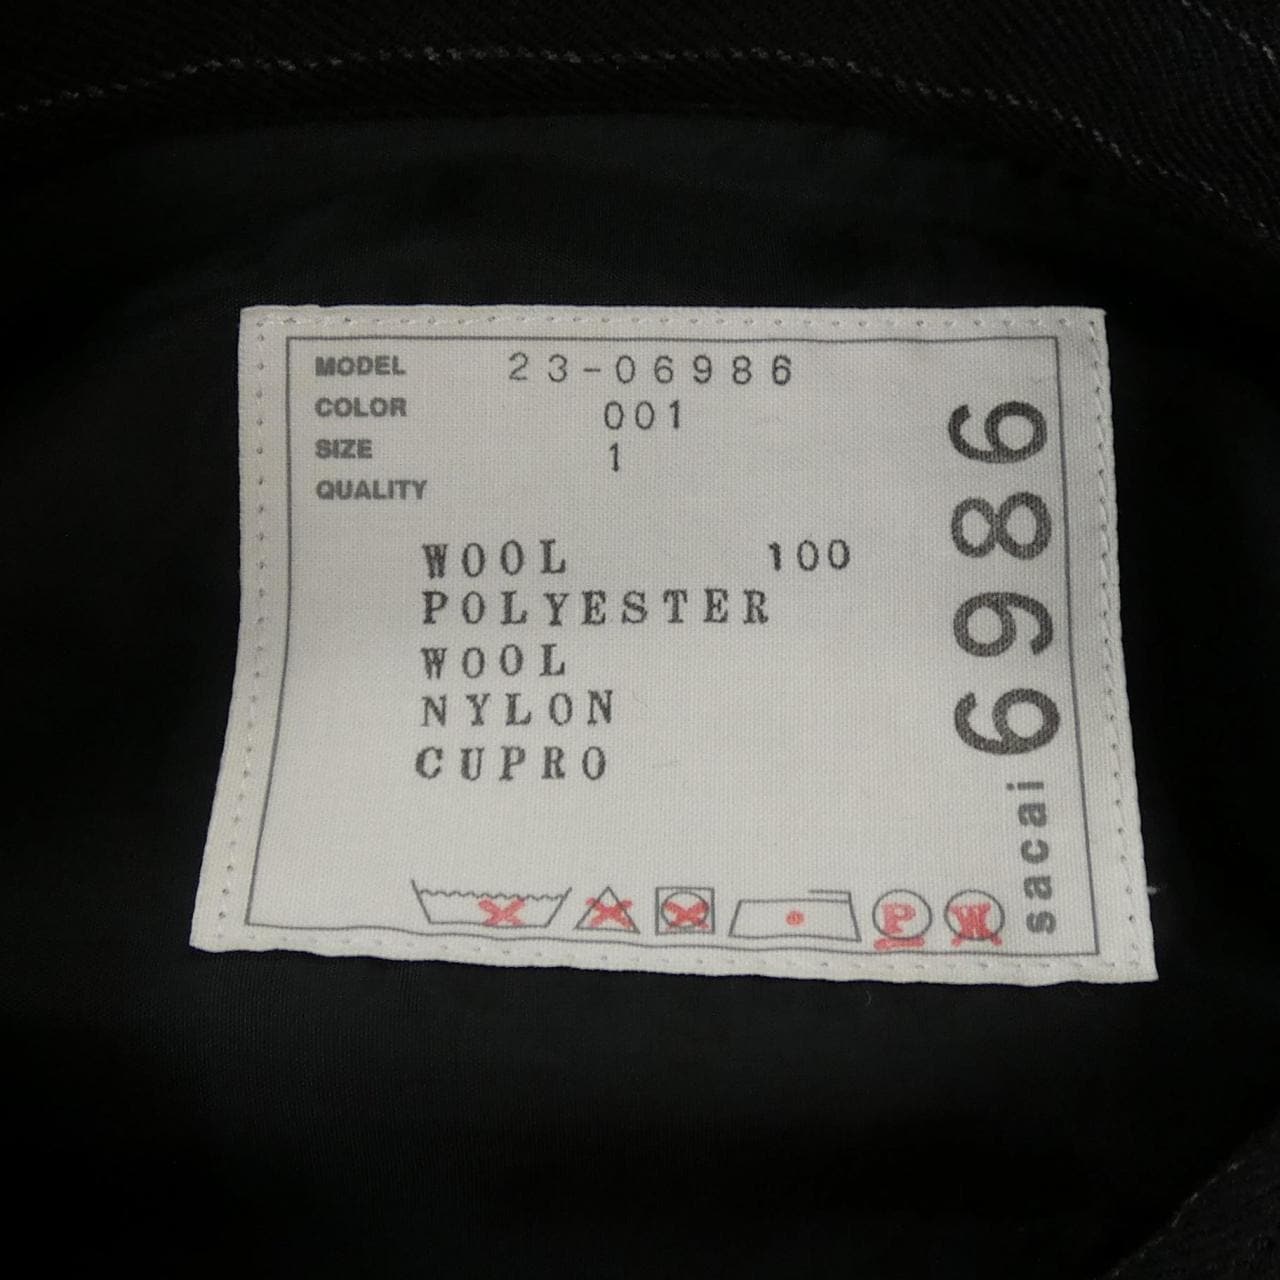 MODEL 23-06986
COLOR 001
SIZE 1
QUALITY
WOOL 100
POLYESTER
WOOL
NYLON
CUPRO
P W
sacai 6986